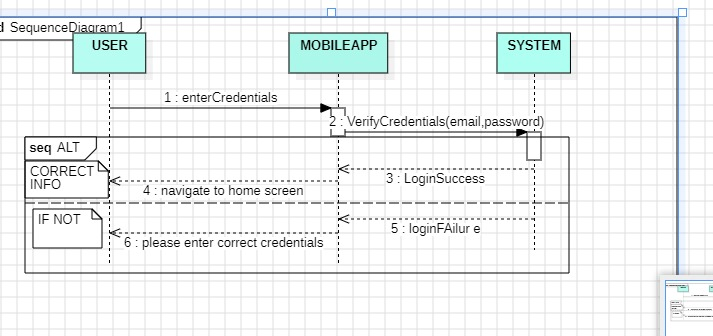 d SequenceDiagram1
USER
MOBILEAPP
SYSTEM
1 : enterCredentials
2 : VerifyCredentials(email,password)
seq ALT
CORRECT
INFO
3 : LoginSuccess
4 : navigate to home screen
IF NOT
5 : loginFAilur e
6 : please enter correct credentials